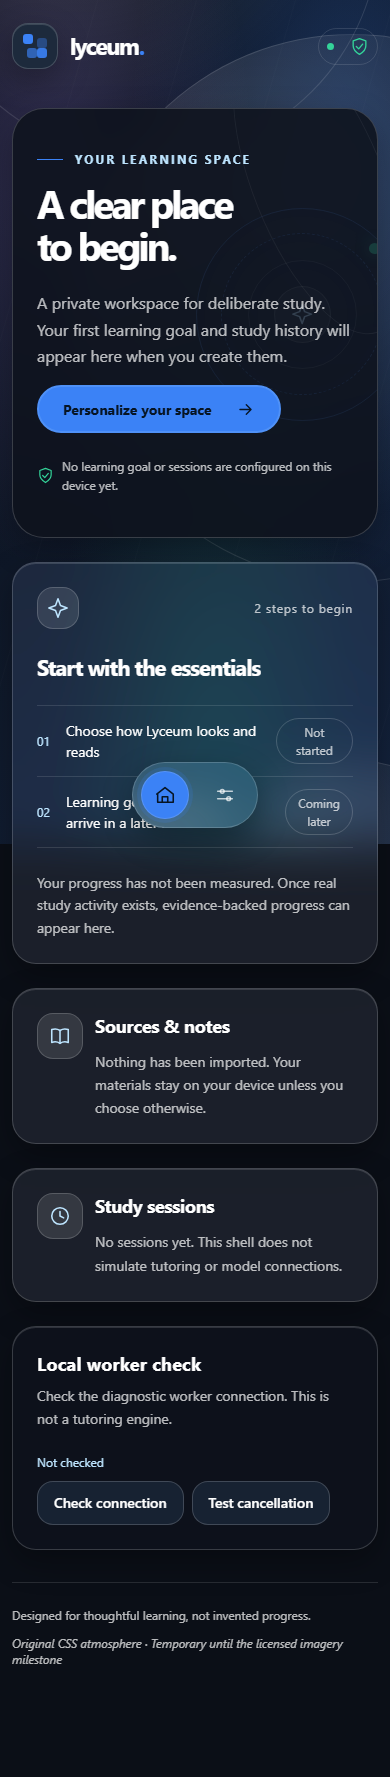 lyceum.
YOUR LEARNING SPACE
A clear place
to begin.
A private workspace for deliberate study.
Your first learning goal and study history will
appear here when you create them.
Personalize your space
No learning goal or sessions are configured on this
device yet.
2 steps to begin
Start with the essentials
01
Choose how Lyceum looks and
reads
Not
started
02
Learning
arrive in a
Coming
later
Your progress has not been measured. Once real
study activity exists, evidence-backed progress can
appear here.
Sources & notes
Nothing has been imported. Your
materials stay on your device unless you
choose otherwise.
Study sessions
No sessions yet. This shell does not
simulate tutoring or model connections.
Local worker check
Check the diagnostic worker connection. This is
not a tutoring engine.
Not checked
Check connection
Test cancellation
Designed for thoughtful learning, not invented progress.
Original CSS atmosphere · Temporary until the licensed imagery
milestone